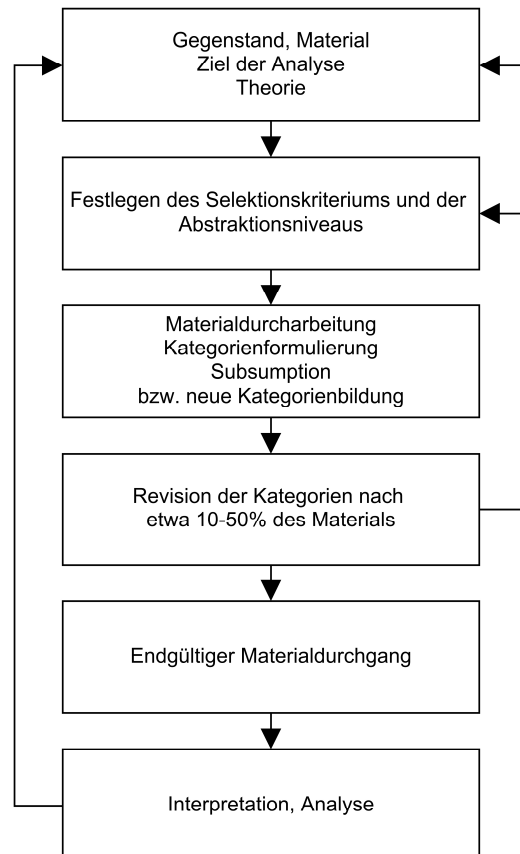 Gegenstand, Material
Ziel der Analyse
Theorie
Festlegen des Selektionskriteriums und der
Abstraktionsniveaus
Materialdurcharbeitung
Kategorienformulierung
Subsumption
bzw. neue Kategorienbildung
Revision der Kategorien nach
etwa 10-50% des Materials
Endgültiger Materialdurchgang
Interpretation, Analyse